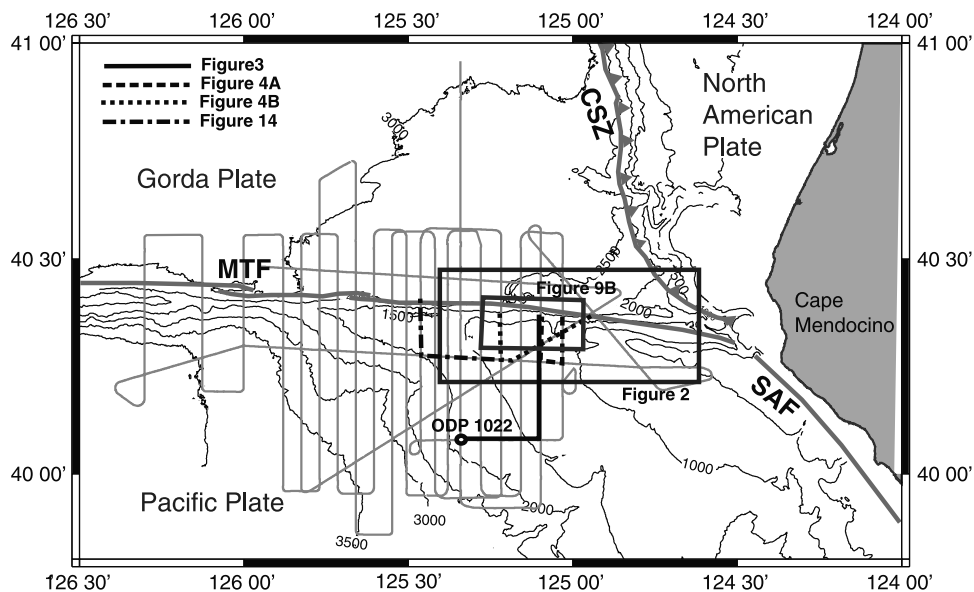 126 30' 126 00' 125 30' 125 00' 124 30' 124 00'
41 00' 41 00'
Figure3
Figure 4A
Figure 4B
Figure 14
North
American
Plate
CSZ
3000
Gorda Plate
40 30' 40 30'
MTF
2500
500
Figure 9B
1500
2000
Cape
Mendocino
Figure 2
SAF
ODP 1022
1000
40 00' 40 00'
Pacific Plate
3000
2000
3500
126 30' 126 00' 125 30' 125 00' 124 30' 124 00'